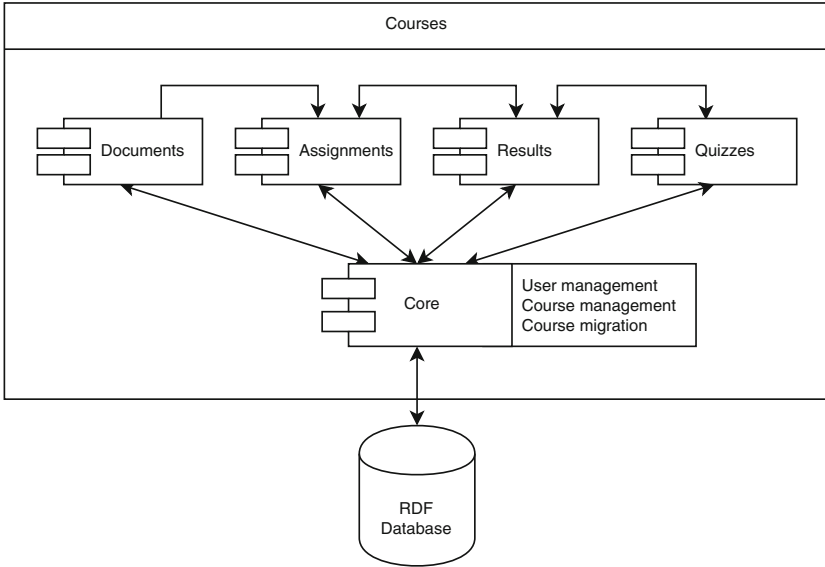 Courses
Documents
Assignments
Results
Quizzes
Core
User management
Course management
Course migration
RDF
Database